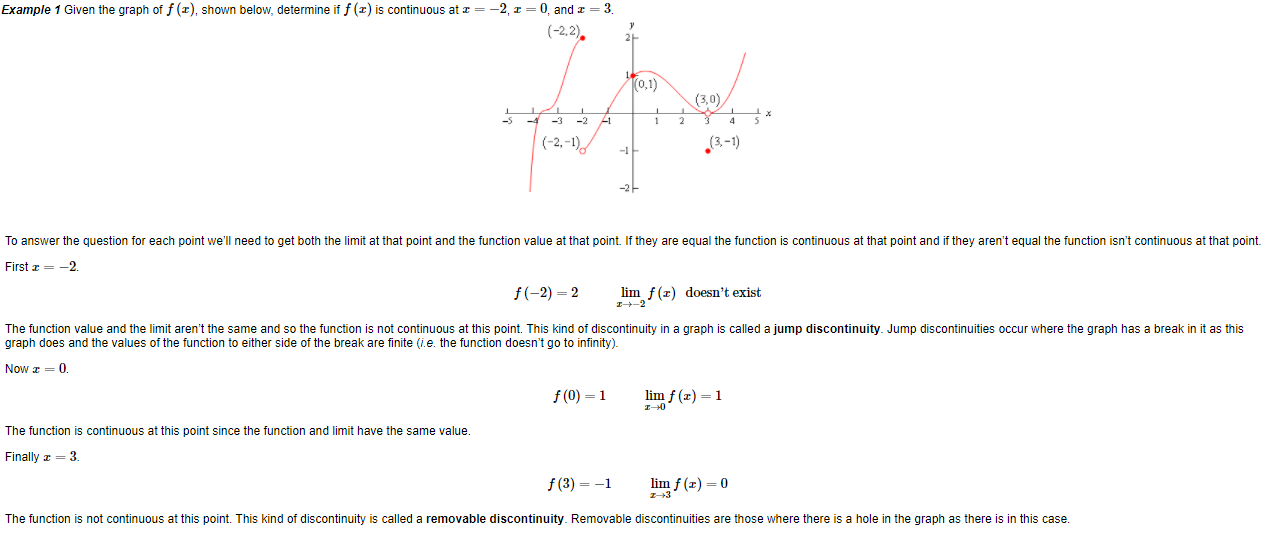 Example 1 Given the graph of f (x), shown below, determine if f (x) is continuous at x = −2, x = 0, and x = 3.
y
(-2,2)
2
1
(0,1)
(3,0)
x
−5 −4 −3 −2 −1 1 2 3 4 5
(-2,-1)
−1
(3,-1)
−2
To answer the question for each point we'll need to get both the limit at that point and the function value at that point. If they are equal the function is continuous at that point and if they aren't equal the function isn't continuous at that point.
First x = −2.
f (−2) = 2 lim x→−2 f (x) doesn't exist
The function value and the limit aren't the same and so the function is not continuous at this point. This kind of discontinuity in a graph is called a jump discontinuity. Jump discontinuities occur where the graph has a break in it as this
graph does and the values of the function to either side of the break are finite (i.e. the function doesn't go to infinity).
Now x = 0.
f (0) = 1 lim x→0 f (x) = 1
The function is continuous at this point since the function and limit have the same value.
Finally x = 3.
f (3) = −1 lim x→3 f (x) = 0
The function is not continuous at this point. This kind of discontinuity is called a removable discontinuity. Removable discontinuities are those where there is a hole in the graph as there is in this case.